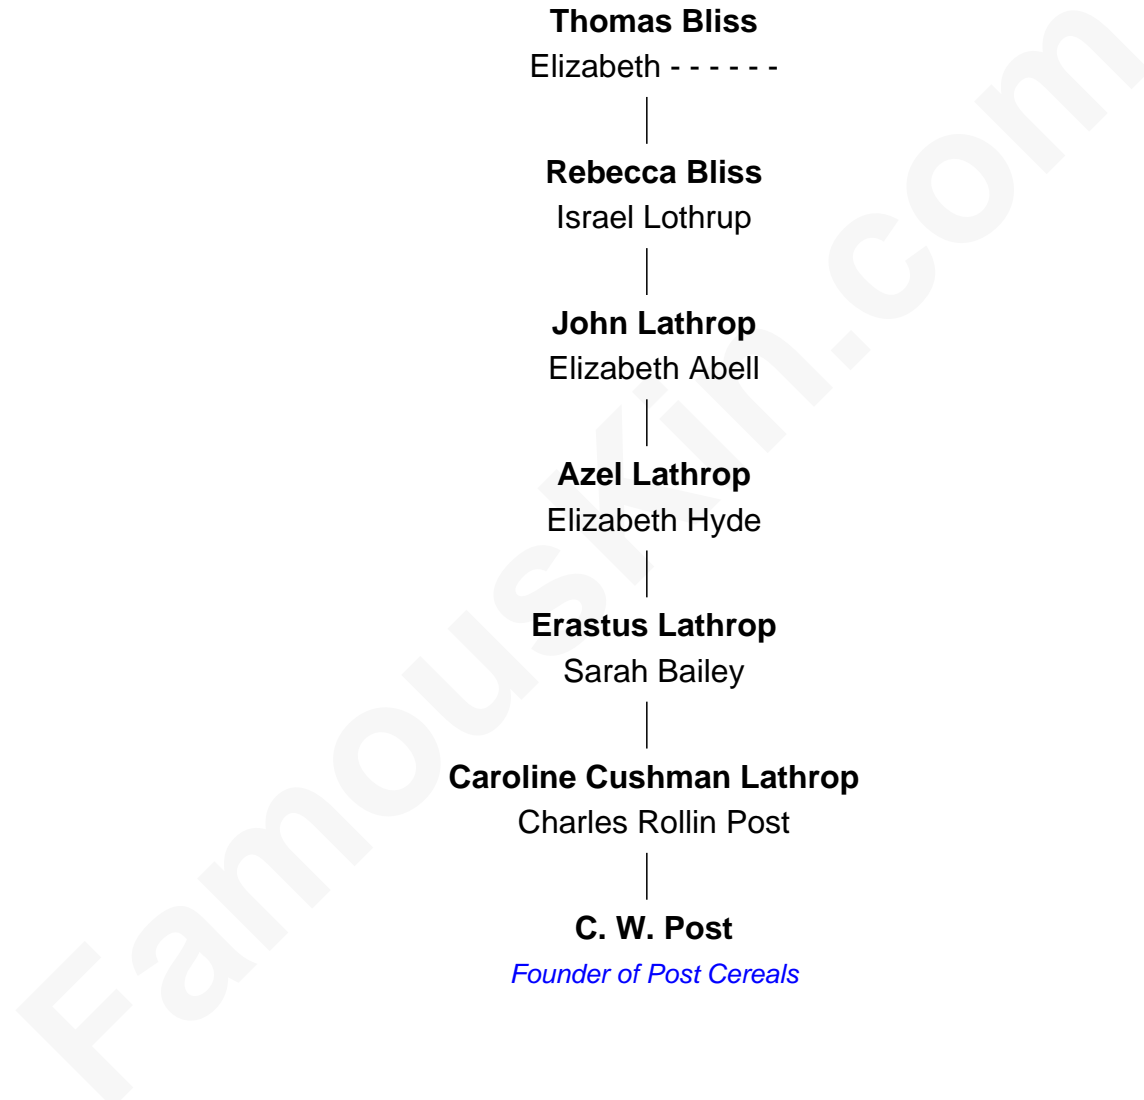 Thomas Bliss
Elizabeth - - - - - -
Rebecca Bliss
Israel Lothrup
John Lathrop
Elizabeth Abell
Azel Lathrop
Elizabeth Hyde
Erastus Lathrop
Sarah Bailey
Caroline Cushman Lathrop
Charles Rollin Post
C. W. Post
Founder of Post Cereals
FamousKin.com